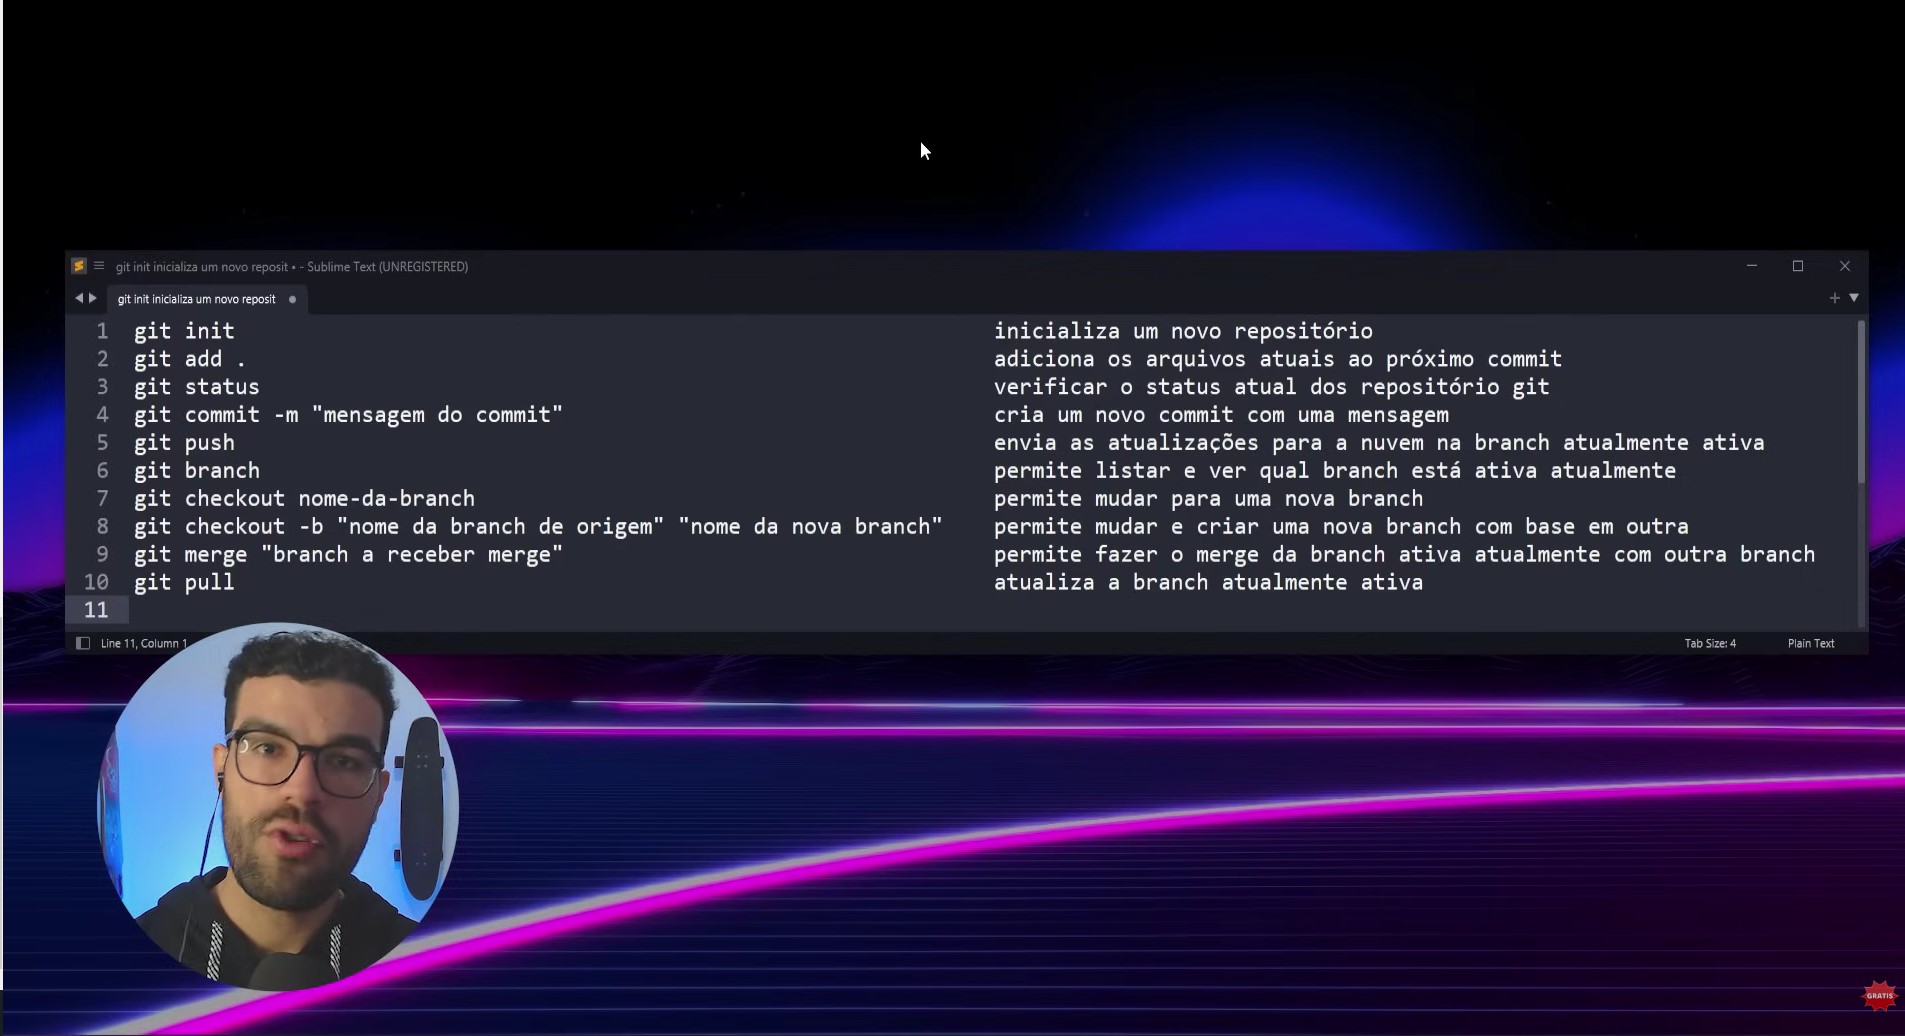 git init inicializa um novo reposit • - Sublime Text (UNREGISTERED)
git init inicializa um novo reposit
1 git init inicializa um novo repositório
2 git add . adiciona os arquivos atuais ao próximo commit
3 git status verificar o status atual dos repositório git
4 git commit -m "mensagem do commit" cria um novo commit com uma mensagem
5 git push envia as atualizações para a nuvem na branch atualmente ativa
6 git branch permite listar e ver qual branch está ativa atualmente
7 git checkout nome-da-branch permite mudar para uma nova branch
8 git checkout -b "nome da branch de origem" "nome da nova branch" permite mudar e criar uma nova branch com base em outra
9 git merge "branch a receber merge" permite fazer o merge da branch ativa atualmente com outra branch
10 git pull atualiza a branch atualmente ativa
11
Line 11, Column 1 Tab Size: 4 Plain Text
GRATIS